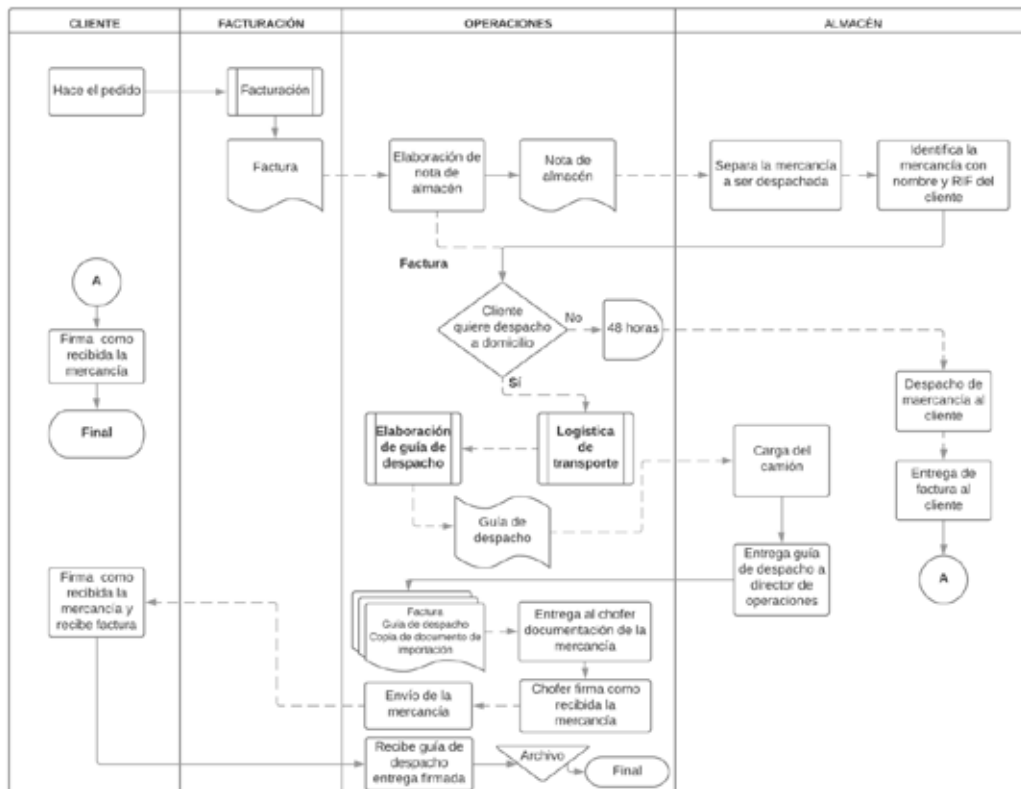 CLIENTE
FACTURACIÓN
OPERACIONES
ALMACÉN
Hace el pedido
Facturación
Factura
Elaboración de
nota de
almacén
Nota de
almacén
Separa la mercancía
a ser despachada
Identifica la
mercancía con
nombre y RIF del
cliente
Factura
A
Cliente
quiere despacho
a domicilio
No
48 horas
Sí
Firma como
recibida la
mercancía
Final
Despacho de
maercancía al
cliente
Elaboración
de guía de
despacho
Logística
de
transporte
Carga del
camión
Entrega de
factura al
cliente
Guía de
despacho
Entrega guía
de despacho a
director de
operaciones
A
Firma como
recibida la
mercancía y
recibe factura
Factura
Guía de despacho
Copia de documento de
importación
Entrega al chofer
documentación de la
mercancía
Envío de la
mercancía
Chofer firma como
recibida la
mercancía
Recibe guía de
despacho
entrega firmada
Archivo
Final